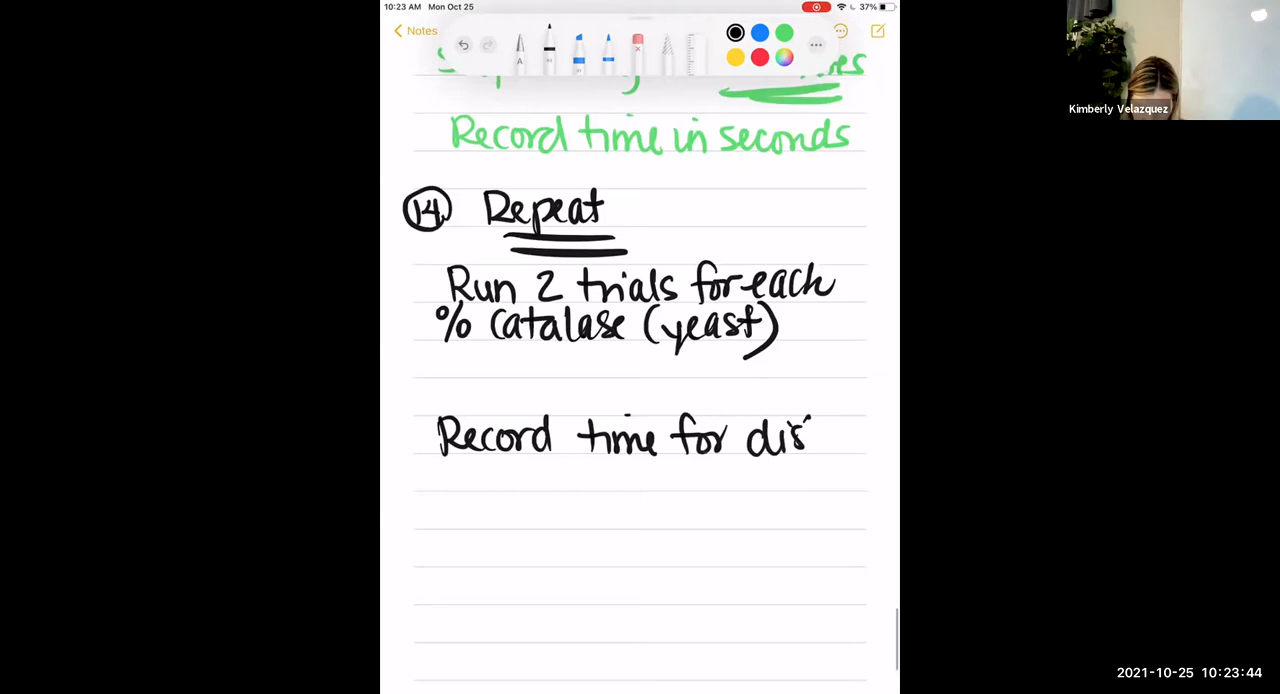 10:23 AM Mon Oct 25
37%
Notes
Record time in seconds
14 Repeat
Run 2 trials for each
% catalase (yeast)
Record time for dis
Kimberly Velazquez
2021-10-25 10:23:44